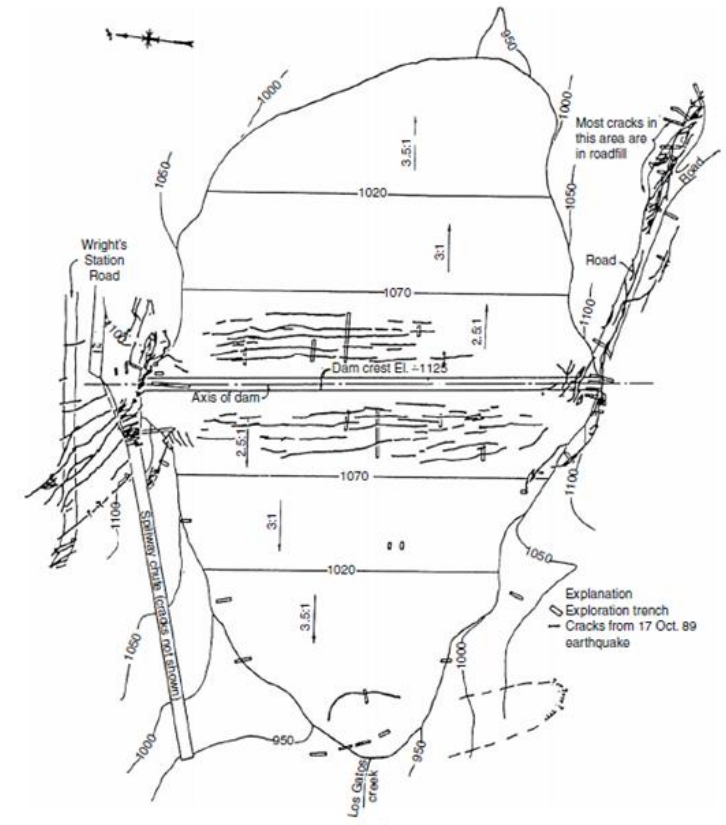 950
1000
1000
Most cracks in
this area are
in roadfill
3.5:1
Road
1050
1020
1050
Wright's
Station
Road
3:1
Road
1070
1100
1100
2.5:1
Dam crest El. -1125
Axis of dam
2.5:1
1070
1100
1100
3:1
1050
Spillway chute (cracks
not shown)
1020
Explanation
Exploration trench
Cracks from 17 Oct. 89
earthquake
3.5:1
1050
1000
1000
950
950
Los Gatos
creek